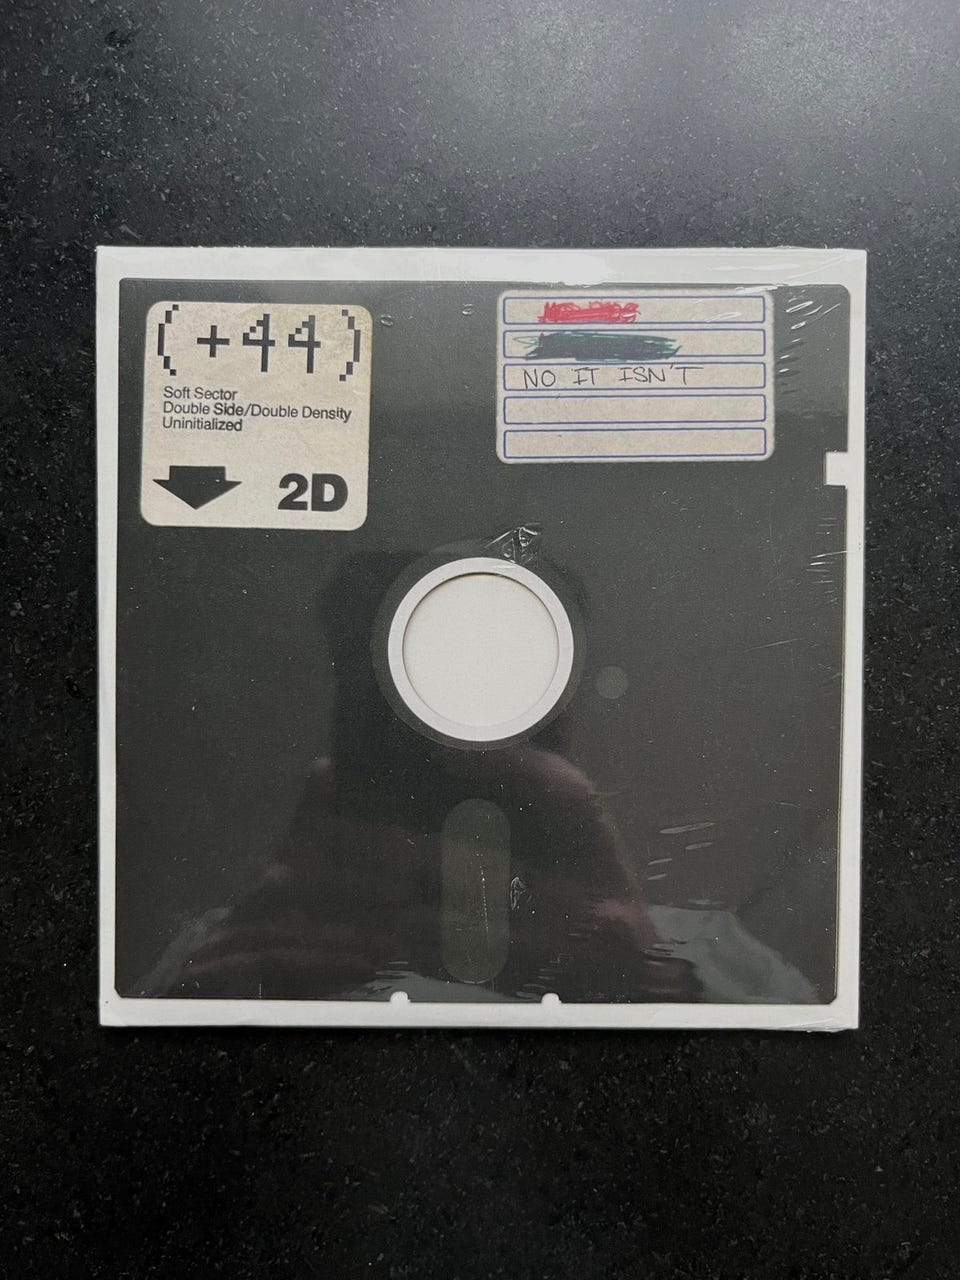 (+44)
Soft Sector
Double Side/Double Density
Uninitialized
2D
NO IT ISN'T